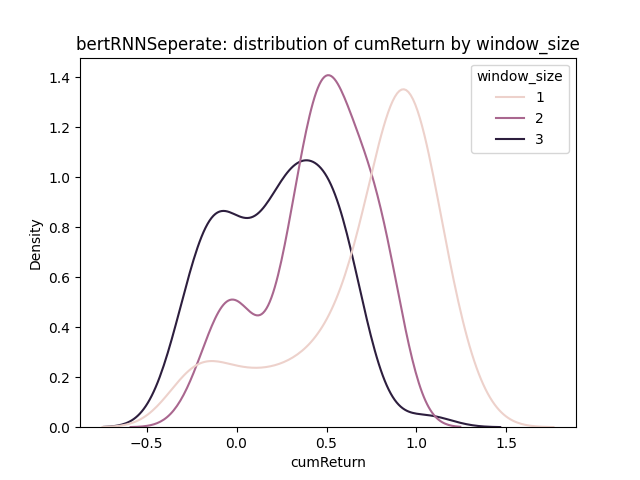 bertRNNSeperate: distribution of cumReturn by window_size
window_size
1
2
3
Density
1.4
1.2
1.0
0.8
0.6
0.4
0.2
0.0
−0.5 0.0 0.5 1.0 1.5
cumReturn